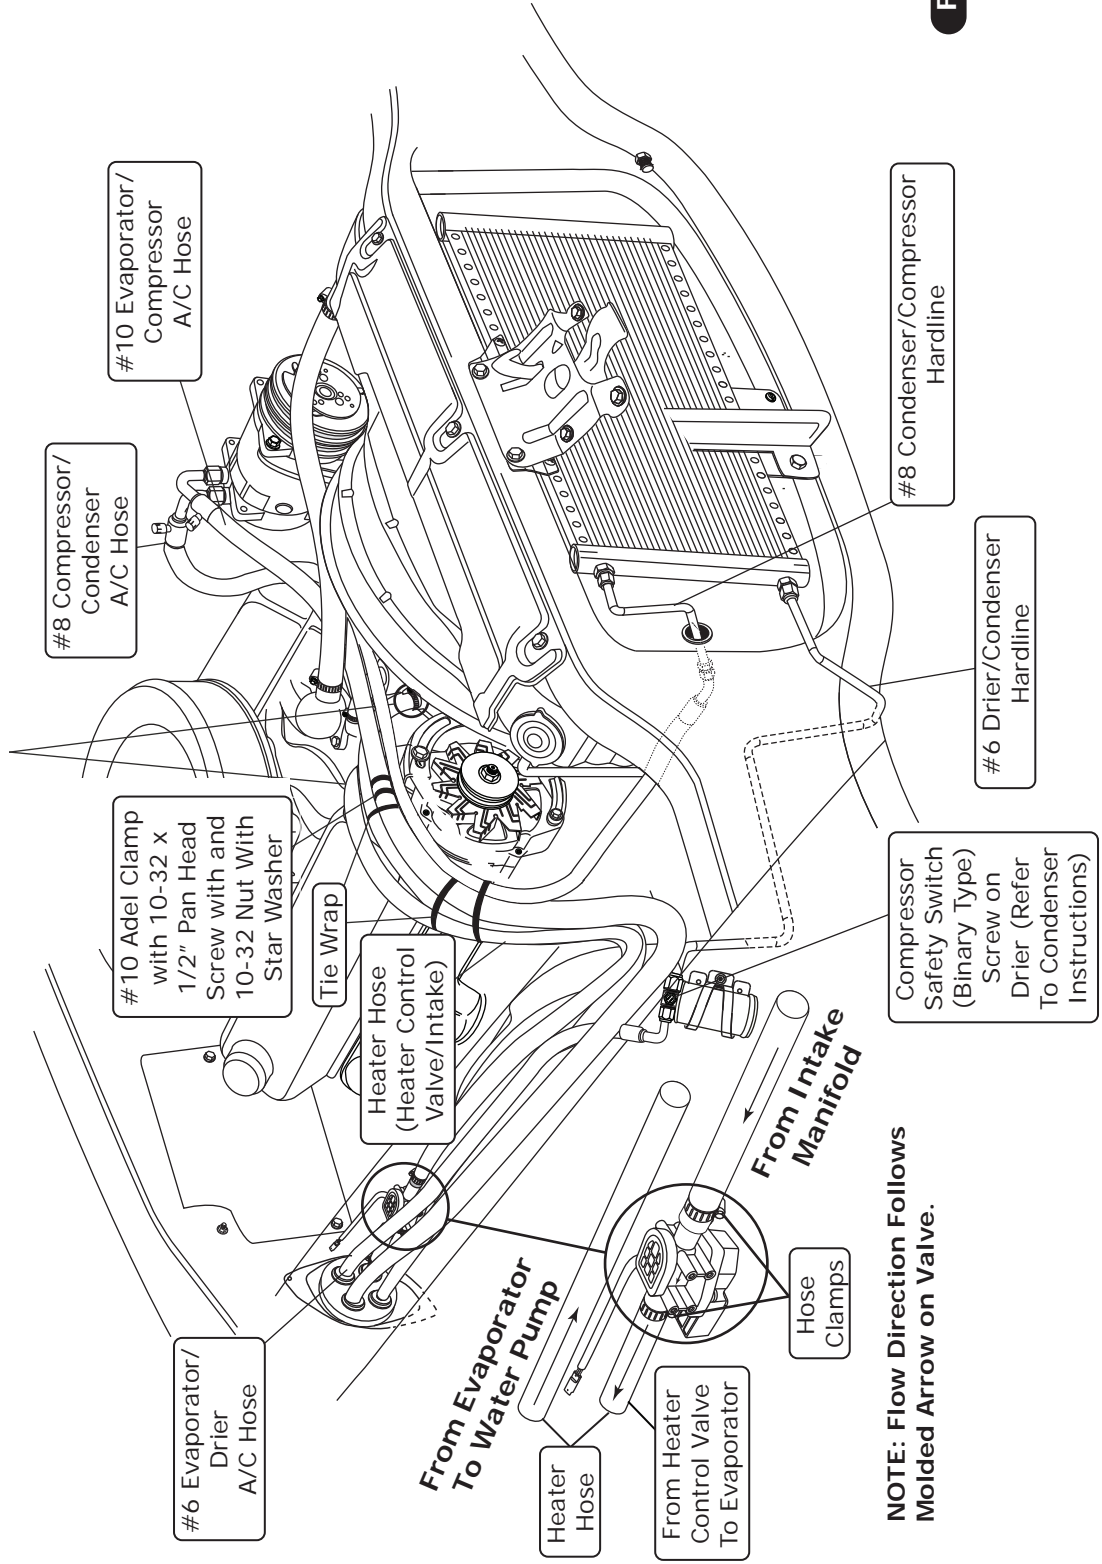 #6 Evaporator/
Drier
A/C Hose
#8 Compressor/
Condenser
A/C Hose
#10 Evaporator/
Compressor
A/C Hose
#10 Adel Clamp
with 10-32 x
1/2" Pan Head
Screw with and
10-32 Nut With
Star Washer
Tie Wrap
Heater Hose
(Heater Control
Valve/Intake)
From Evaporator
To Water Pump
Heater
Hose
From Heater
Control Valve
To Evaporator
Hose
Clamps
From Intake
Manifold
NOTE: Flow Direction Follows
Molded Arrow on Valve.
Compressor
Safety Switch
(Binary Type)
Screw on
Drier (Refer
To Condenser
Instructions)
#6 Drier/Condenser
Hardline
#8 Condenser/Compressor
Hardline